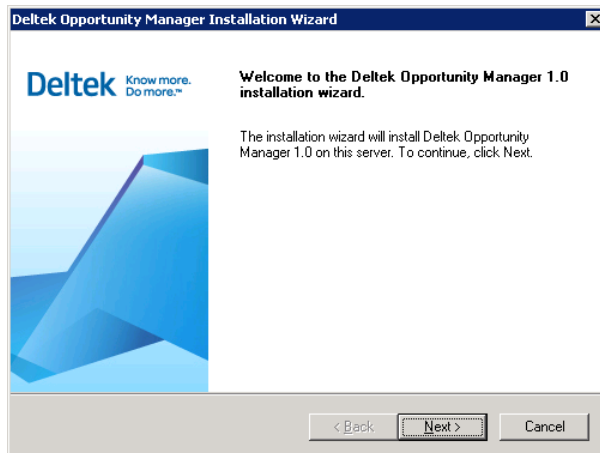 Deltek Opportunity Manager Installation Wizard
Deltek Know more.
Do more.™
Welcome to the Deltek Opportunity Manager 1.0
installation wizard.
The installation wizard will install Deltek Opportunity
Manager 1.0 on this server. To continue, click Next.
< Back Next > Cancel